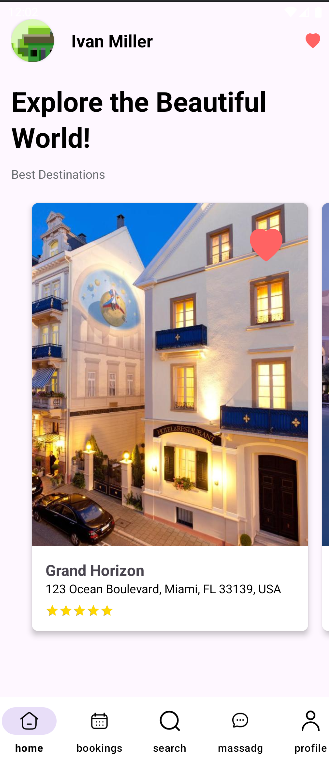 Ivan Miller
Explore the Beautiful
World!
Best Destinations
Grand Horizon
123 Ocean Boulevard, Miami, FL 33139, USA
home
bookings
search
massadg
profile